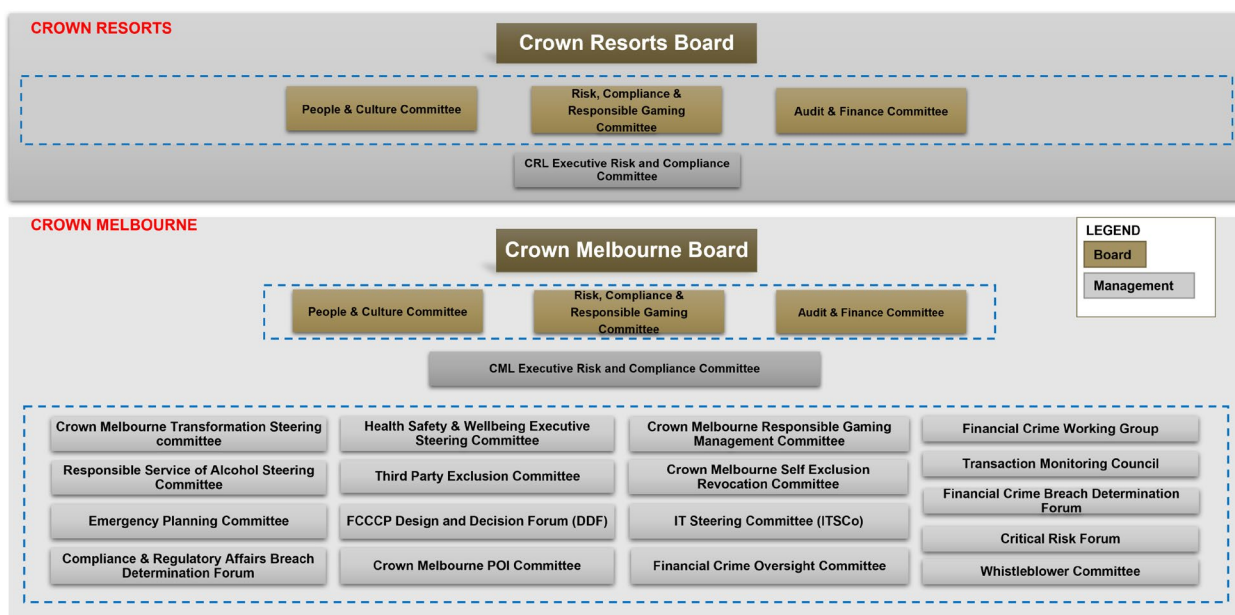 CROWN RESORTS
Crown Resorts Board
People & Culture Committee
Risk, Compliance &
Responsible Gaming
Committee
Audit & Finance Committee
CRL Executive Risk and Compliance
Committee
CROWN MELBOURNE
Crown Melbourne Board
LEGEND
Board
Management
People & Culture Committee
Risk, Compliance &
Responsible Gaming
Committee
Audit & Finance Committee
CML Executive Risk and Compliance Committee
Crown Melbourne Transformation Steering
committee
Responsible Service of Alcohol Steering
Committee
Emergency Planning Committee
Compliance & Regulatory Affairs Breach
Determination Forum
Health Safety & Wellbeing Executive
Steering Committee
Third Party Exclusion Committee
FCCCP Design and Decision Forum (DDF)
Crown Melbourne POI Committee
Crown Melbourne Responsible Gaming
Management Committee
Crown Melbourne Self Exclusion
Revocation Committee
IT Steering Committee (ITSCo)
Financial Crime Oversight Committee
Financial Crime Working Group
Transaction Monitoring Council
Financial Crime Breach Determination
Forum
Critical Risk Forum
Whistleblower Committee